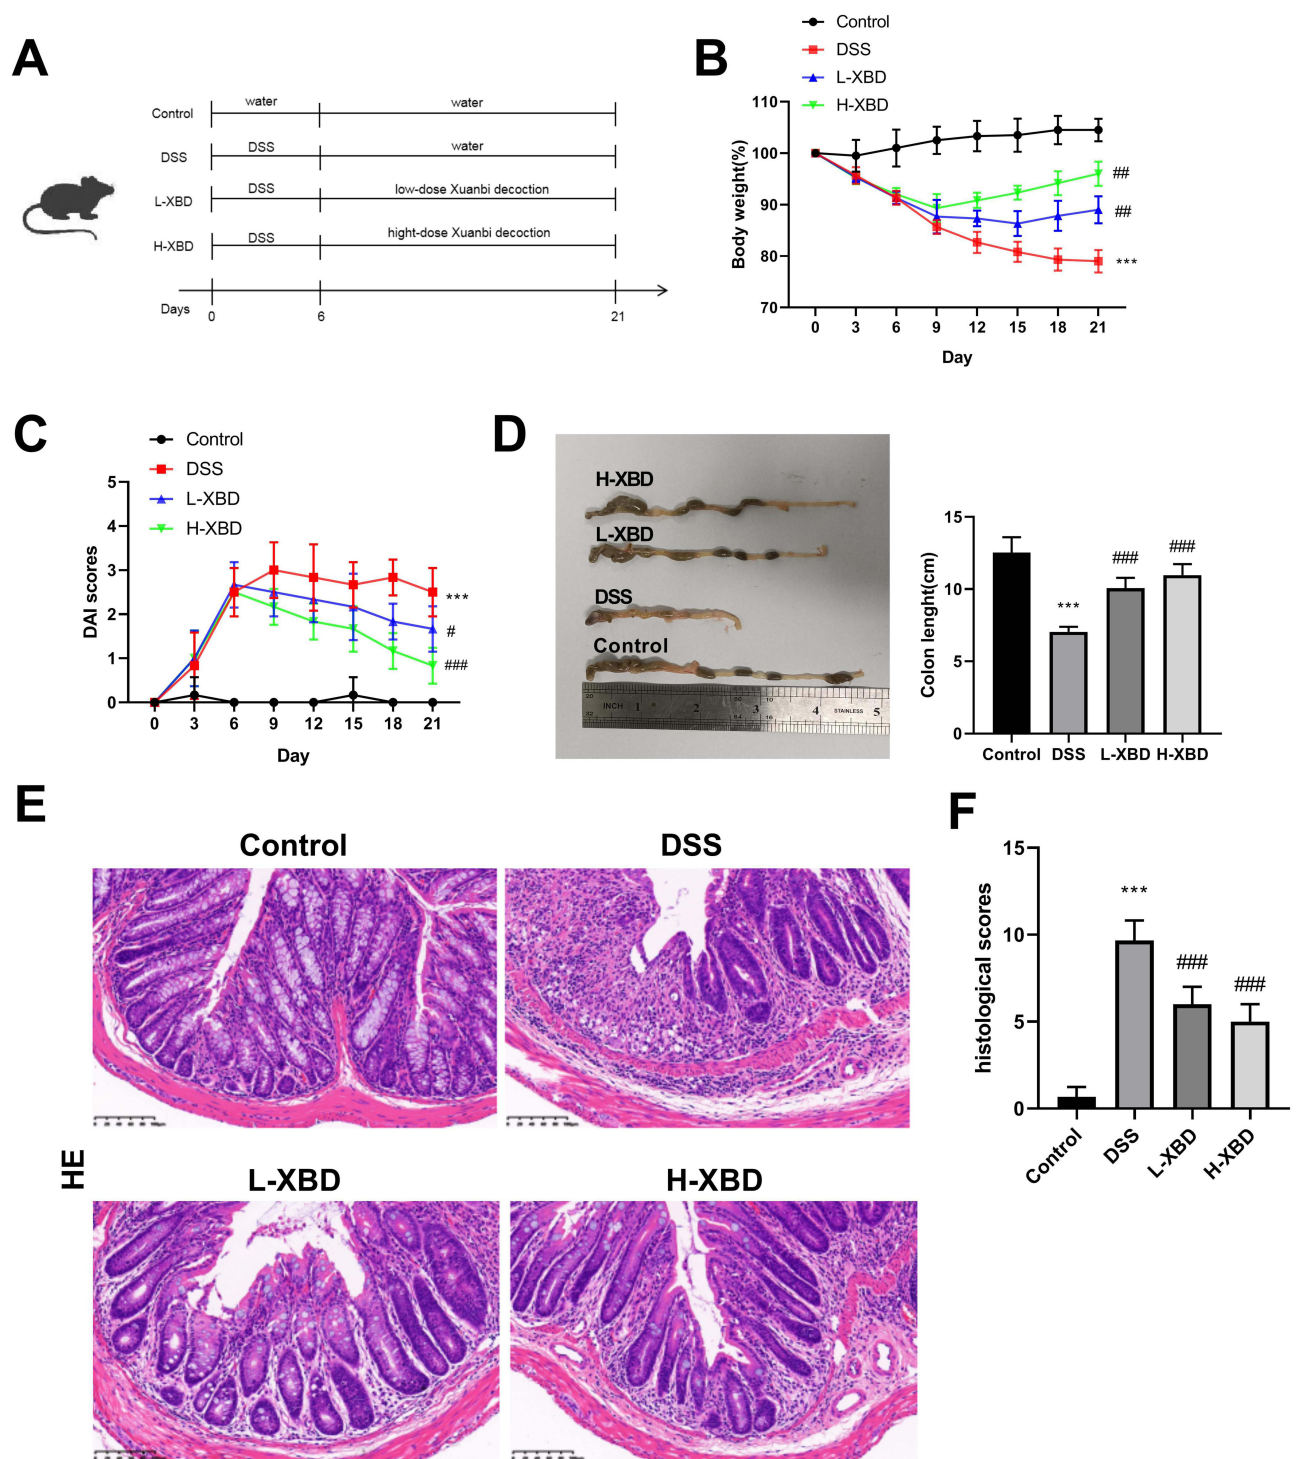 A
Control water water
DSS DSS water
L-XBD DSS low-dose Xuanbi decoction
H-XBD DSS hight-dose Xuanbi decoction
Days 0 6 21
B
Control
DSS
L-XBD
H-XBD
Body weight(%)
110
100
90
80
70
##
##
***
0 3 6 9 12 15 18 21
Day
C
Control
DSS
L-XBD
H-XBD
DAI scores
5
4
3
2
1
0
***
#
###
0 3 6 9 12 15 18 21
Day
D
H-XBD
L-XBD
DSS
Control
INCH 1 2 3 4 STAINLESS 5
Colon lenght(cm)
15
10
5
0
***
###
###
Control DSS L-XBD H-XBD
E
Control DSS
HE
L-XBD H-XBD
F
histological scores
15
10
5
0
***
###
###
Control DSS L-XBD H-XBD